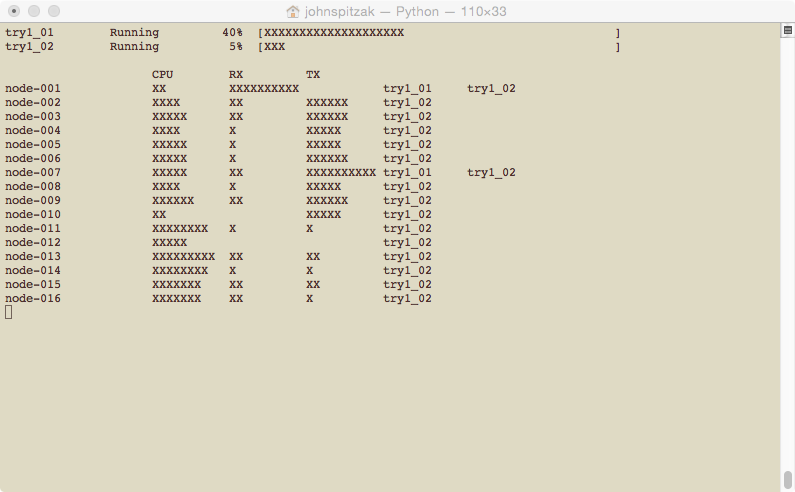 johnspitzak — Python — 110×33
try1_01        Running         40%  [XXXXXXXXXXXXXXXXXXXX                              ]
try1_02        Running          5%  [XXX                                               ]
                     CPU        RX         TX
node-001             XX         XXXXXXXXXX            try1_01     try1_02
node-002             XXXX       XX         XXXXXX     try1_02
node-003             XXXXX      XX         XXXXXX     try1_02
node-004             XXXX       X          XXXXX      try1_02
node-005             XXXXX      X          XXXXX      try1_02
node-006             XXXXX      X          XXXXXX     try1_02
node-007             XXXXX      XX         XXXXXXXXXX try1_01     try1_02
node-008             XXXX       X          XXXXX      try1_02
node-009             XXXXXX     XX         XXXXXX     try1_02
node-010             XX                    XXXXX      try1_02
node-011             XXXXXXXX   X          X          try1_02
node-012             XXXXX                            try1_02
node-013             XXXXXXXXX  XX         XX         try1_02
node-014             XXXXXXXX   X          X          try1_02
node-015             XXXXXXX    XX         XX         try1_02
node-016             XXXXXXX    XX         X          try1_02